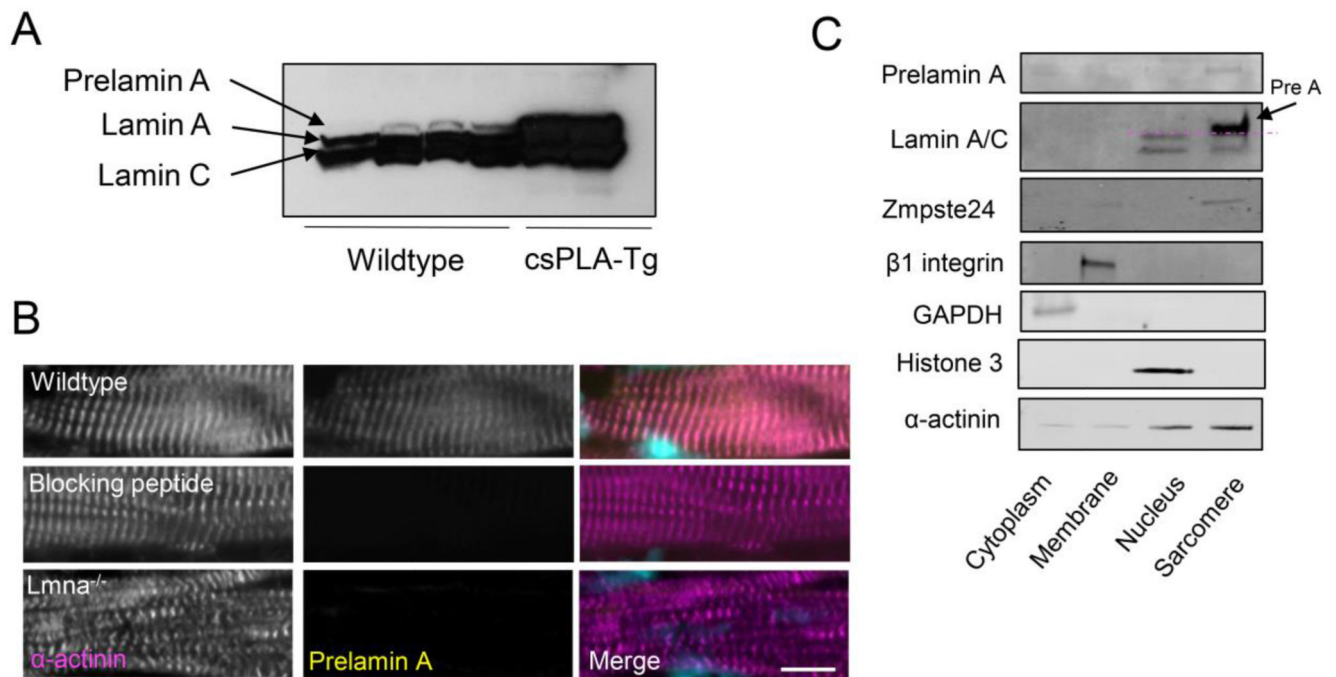 A
Prelamin A
Lamin A
Lamin C
Wildtype
csPLA-Tg
B
Wildtype
Blocking peptide
Lmna-/-
α-actinin
Prelamin A
Merge
C
Prelamin A
Pre A
Lamin A/C
Zmpste24
β1 integrin
GAPDH
Histone 3
α-actinin
Cytoplasm
Membrane
Nucleus
Sarcomere